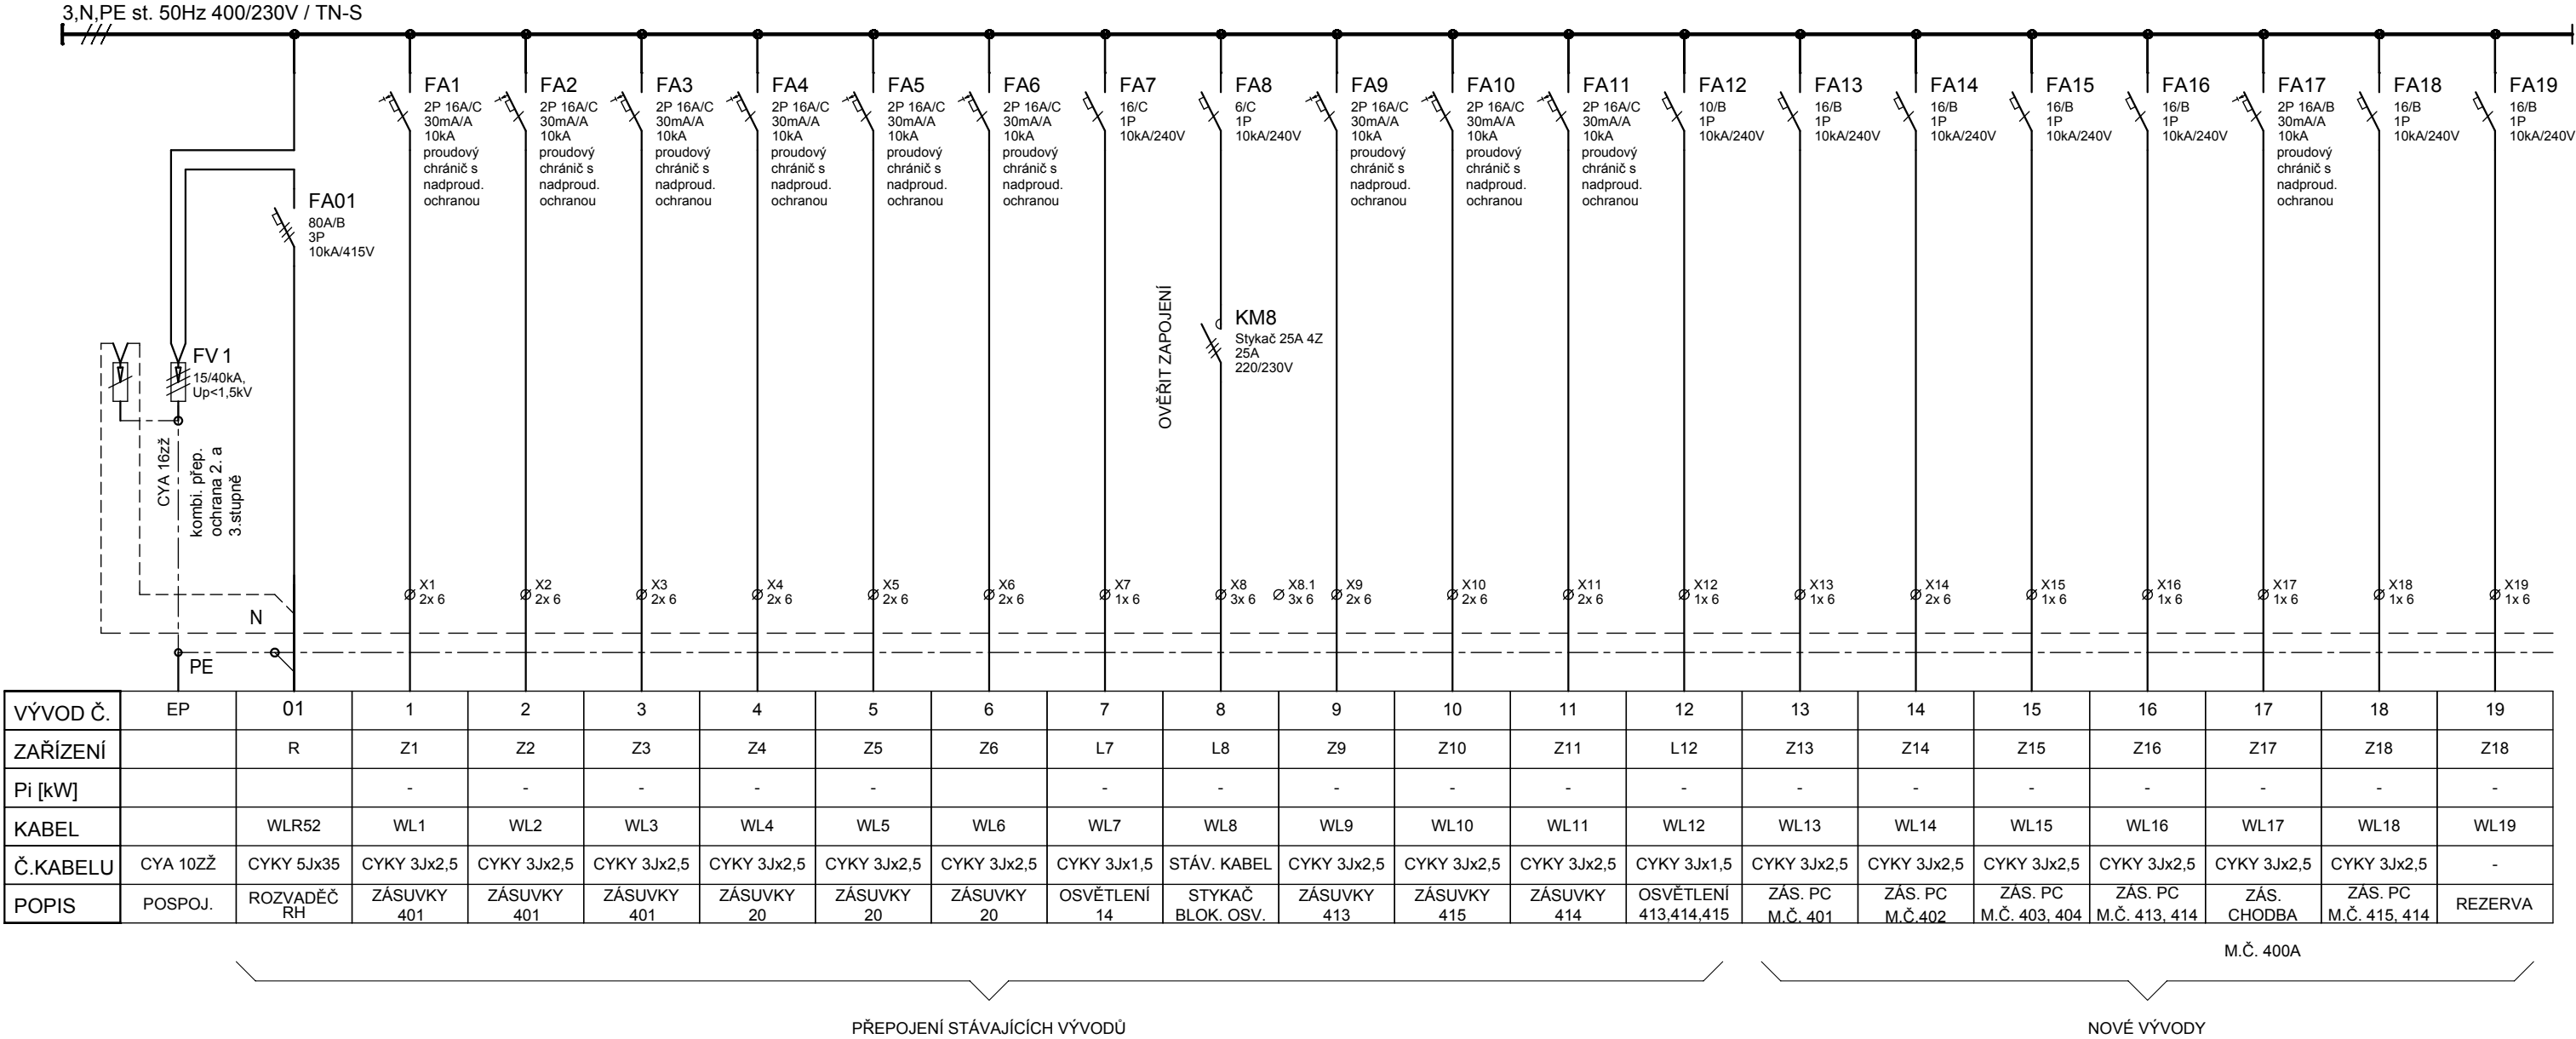 3,N,PE st. 50Hz 400/230V / TN-S
FA01
80A/B
3P
10kA/415V
FV 1
15/40kA,
Up<1,5kV
CYA 16zž
kombi. přep.
ochrana 2. a
3.stupně
N
PE
FA1
2P 16A/C
30mA/A
10kA
proudový
chránič s
nadproud.
ochranou
FA2
2P 16A/C
30mA/A
10kA
proudový
chránič s
nadproud.
ochranou
FA3
2P 16A/C
30mA/A
10kA
proudový
chránič s
nadproud.
ochranou
FA4
2P 16A/C
30mA/A
10kA
proudový
chránič s
nadproud.
ochranou
FA5
2P 16A/C
30mA/A
10kA
proudový
chránič s
nadproud.
ochranou
FA6
2P 16A/C
30mA/A
10kA
proudový
chránič s
nadproud.
ochranou
FA7
16/C
1P
10kA/240V
FA8
6/C
1P
10kA/240V
OVĚŘIT ZAPOJENÍ
KM8
Stykač 25A 4Z
25A
220/230V
FA9
2P 16A/C
30mA/A
10kA
proudový
chránič s
nadproud.
ochranou
FA10
2P 16A/C
30mA/A
10kA
proudový
chránič s
nadproud.
ochranou
FA11
2P 16A/C
30mA/A
10kA
proudový
chránič s
nadproud.
ochranou
FA12
10/B
1P
10kA/240V
FA13
16/B
1P
10kA/240V
FA14
16/B
1P
10kA/240V
FA15
16/B
1P
10kA/240V
FA16
16/B
1P
10kA/240V
FA17
2P 16A/B
30mA/A
10kA
proudový
chránič s
nadproud.
ochranou
FA18
16/B
1P
10kA/240V
FA19
16/B
1P
10kA/240V
X1
2x 6
X2
2x 6
X3
2x 6
X4
2x 6
X5
2x 6
X6
2x 6
X7
1x 6
X8
3x 6
X8.1
3x 6
X9
2x 6
X10
2x 6
X11
2x 6
X12
1x 6
X13
1x 6
X14
2x 6
X15
1x 6
X16
1x 6
X17
1x 6
X18
1x 6
X19
1x 6
VÝVOD Č. EP 01 1 2 3 4 5 6 7 8 9 10 11 12 13 14 15 16 17 18 19
ZAŘÍZENÍ R Z1 Z2 Z3 Z4 Z5 Z6 L7 L8 Z9 Z10 Z11 L12 Z13 Z14 Z15 Z16 Z17 Z18 Z18
Pi [kW] - - - - - - - - - - - - - - - - - -
KABEL WLR52 WL1 WL2 WL3 WL4 WL5 WL6 WL7 WL8 WL9 WL10 WL11 WL12 WL13 WL14 WL15 WL16 WL17 WL18 WL19
Č.KABELU CYA 10ZŽ CYKY 5Jx35 CYKY 3Jx2,5 CYKY 3Jx2,5 CYKY 3Jx2,5 CYKY 3Jx2,5 CYKY 3Jx2,5 CYKY 3Jx2,5 CYKY 3Jx1,5 STÁV. KABEL CYKY 3Jx2,5 CYKY 3Jx2,5 CYKY 3Jx2,5 CYKY 3Jx1,5 CYKY 3Jx2,5 CYKY 3Jx2,5 CYKY 3Jx2,5 CYKY 3Jx2,5 CYKY 3Jx2,5 CYKY 3Jx2,5 -
POPIS
POSPOJ.
ROZVADĚČ
RH
ZÁSUVKY
401
ZÁSUVKY
401
ZÁSUVKY
401
ZÁSUVKY
20
ZÁSUVKY
20
ZÁSUVKY
20
OSVĚTLENÍ
14
STYKAČ
BLOK. OSV.
ZÁSUVKY
413
ZÁSUVKY
415
ZÁSUVKY
414
OSVĚTLENÍ
413,414,415
ZÁS. PC
M.Č. 401
ZÁS. PC
M.Č.402
ZÁS. PC
M.Č. 403, 404
ZÁS. PC
M.Č. 413, 414
ZÁS.
CHODBA
ZÁS. PC
M.Č. 415, 414
REZERVA
M.Č. 400A
PŘEPOJENÍ STÁVAJÍCÍCH VÝVODŮ
NOVÉ VÝVODY